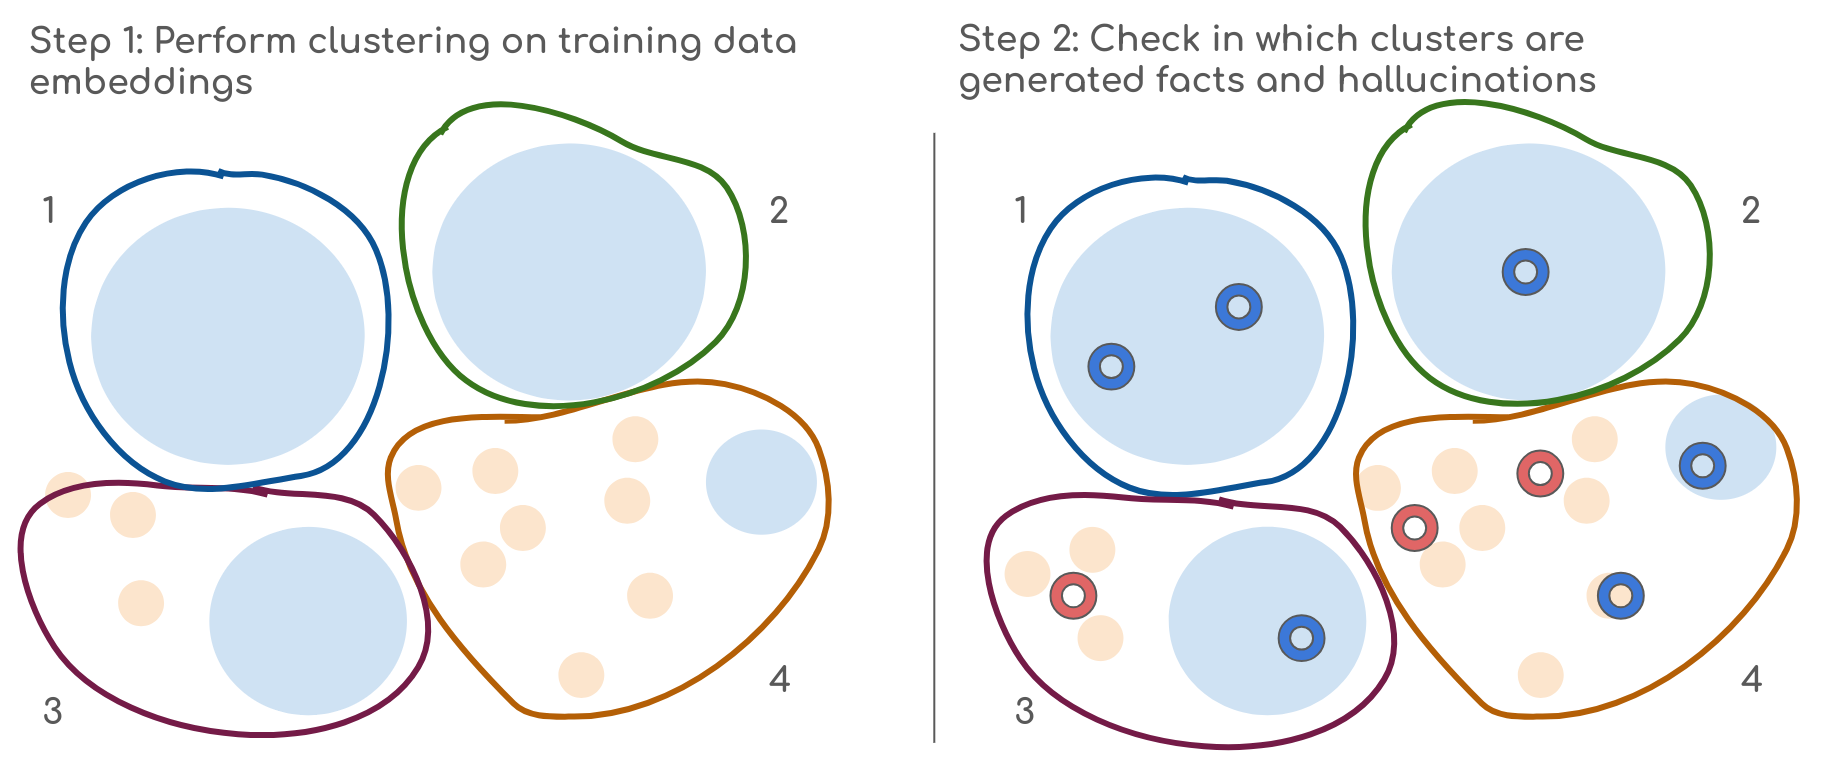 Step 1: Perform clustering on training data
embeddings
1
2
3
4
Step 2: Check in which clusters are
generated facts and hallucinations
1
2
3
4